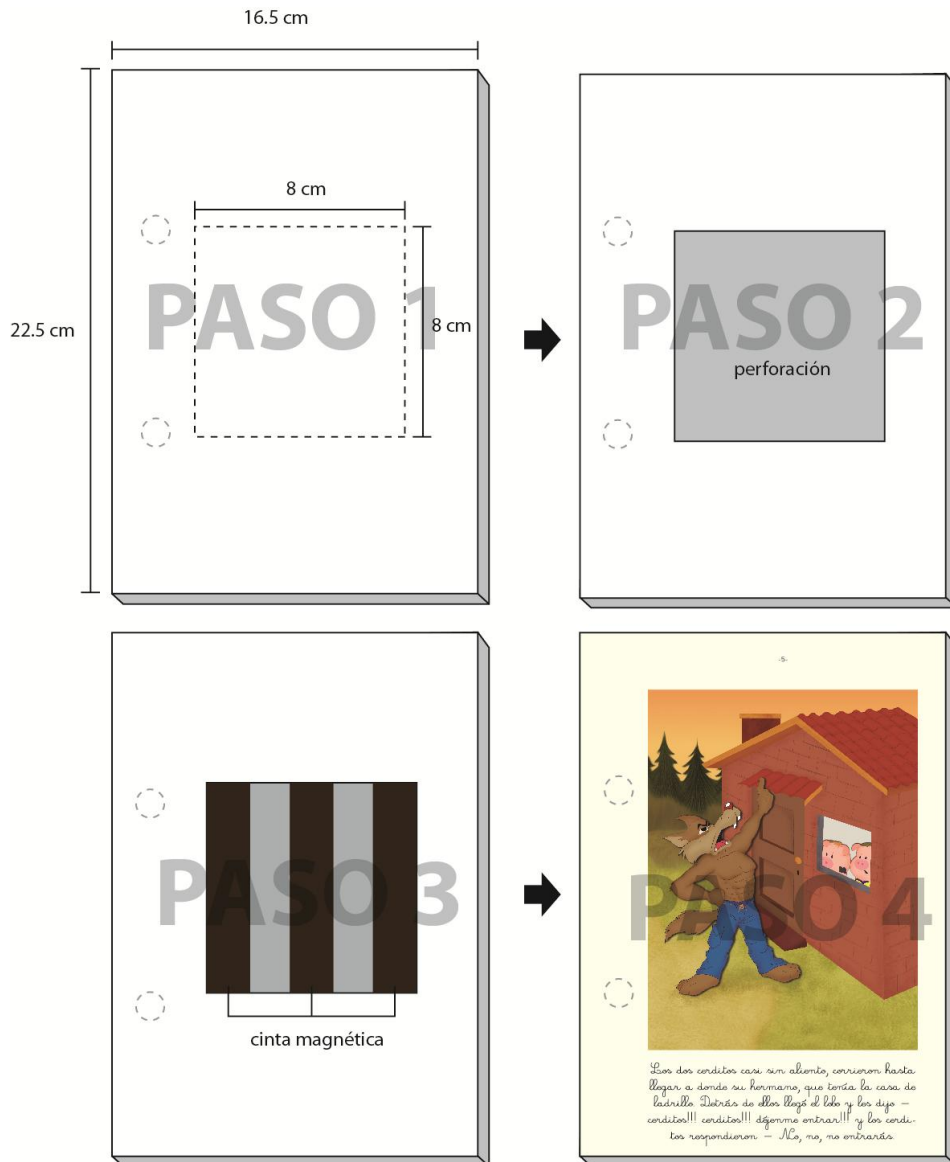 16.5 cm
8 cm
PASO 1
8 cm
22.5 cm
PASO 2
perforación
PASO 3
cinta magnética
-5-
PASO 4
Los dos cerditos casi sin aliento, corrieron hasta
llegar a donde su hermano, que tenía la casa de
ladrillo. Detrás de ellos llegó el lobo y les dijo –
cerditos!!! cerditos!!! déjenme entrar!!! y los cerdi-
tos respondieron – No, no, no entrarás.